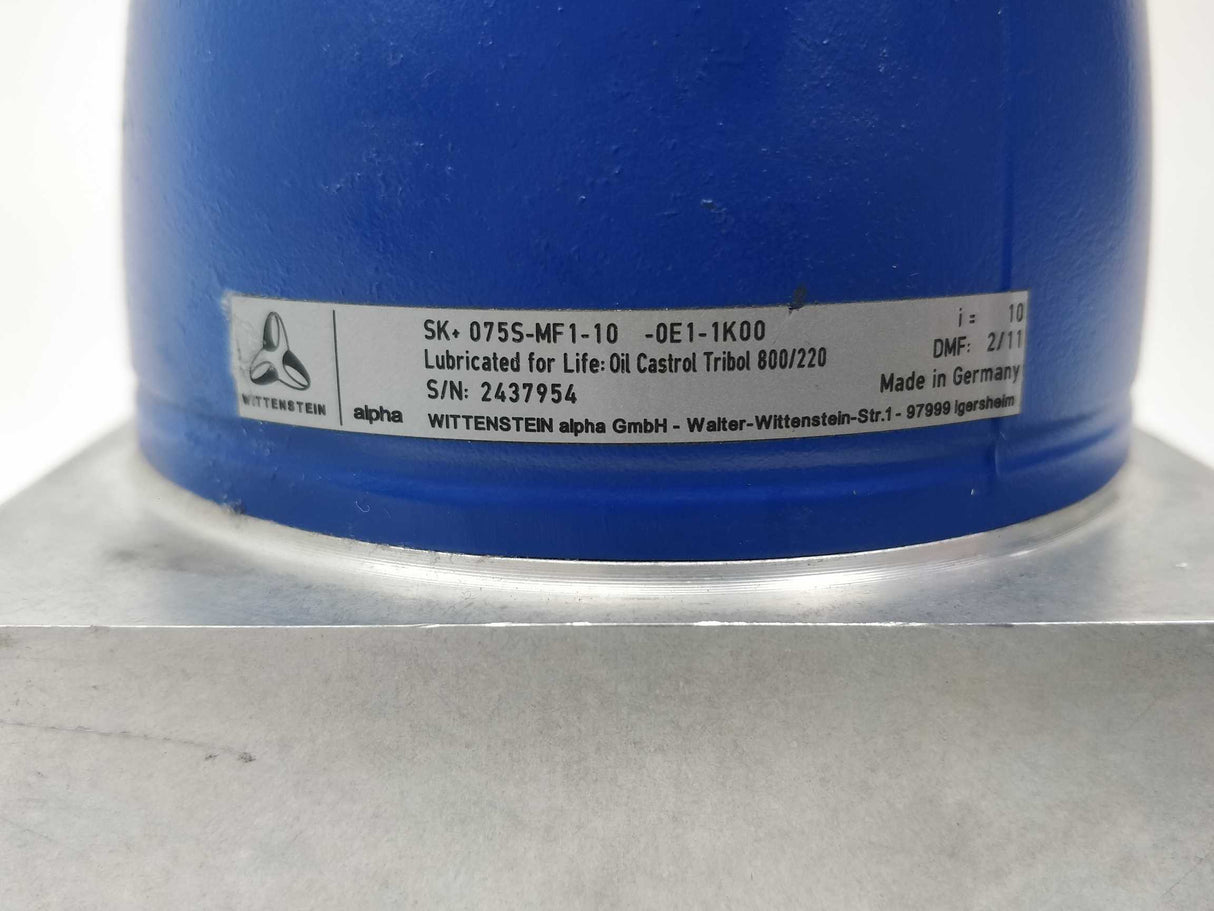 SK+ 075S-MF1-10 -0E1-1K00 i = 10
Lubricated for Life: Oil Castrol Tribol 800/220 DMF: 2/11
S/N: 2437954 Made in Germany
WITTENSTEIN alpha WITTENSTEIN alpha GmbH - Walter-Wittenstein-Str.1 - 97999 Igersheim